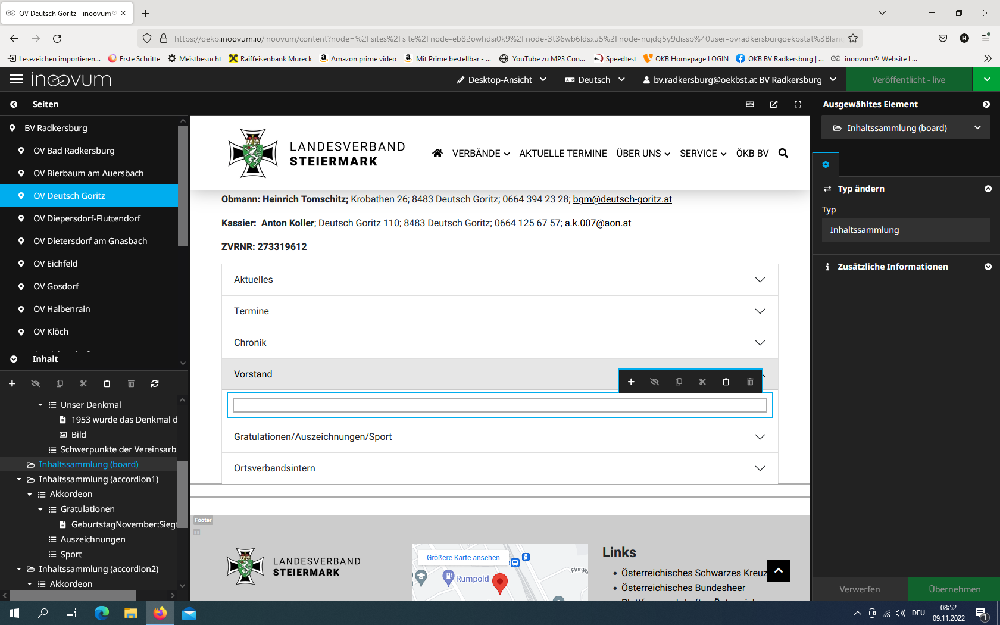 OV Deutsch Goritz - inoovum®
https://oekb.inoovum.io/inoovum/content?node=%2Fsites%2Fsite%2Fnode-eb82owhdsi0k9%2Fnode-3t36wb6ldsxu5%2Fnode-nujdg5y9dissp%40user-bvradkersburgoekbstat%3Blang
Lesezeichen importieren... Erste Schritte Meistbesucht Raiffeisenbank Mureck Amazon prime video Mit Prime bestellbar - ... YouTube zu MP3 Con... Speedtest ÖKB Homepage LOGIN ÖKB BV Radkersburg | ... inoovum® Website L...
inoovum Desktop-Ansicht Deutsch bv.radkersburg@oekbst.at BV Radkersburg Veröffentlicht - live
Seiten
BV Radkersburg
OV Bad Radkersburg
OV Bierbaum am Auersbach
OV Deutsch Goritz
OV Diepersdorf-Fluttendorf
OV Dietersdorf am Gnasbach
OV Eichfeld
OV Gosdorf
OV Halbenrain
OV Klöch
Inhalt
Unser Denkmal
1953 wurde das Denkmal d
Bild
Schwerpunkte der Vereinsarbe
Inhaltssammlung (board)
Inhaltssammlung (accordion1)
Akkordeon
Gratulationen
GeburtstagNovember:Siegf
Auszeichnungen
Sport
Inhaltssammlung (accordion2)
Akkordeon
LANDESVERBAND
STEIERMARK
VERBÄNDE AKTUELLE TERMINE ÜBER UNS SERVICE ÖKB BV
Obmann: Heinrich Tomschitz; Krobathen 26; 8483 Deutsch Goritz; 0664 394 23 28; bgm@deutsch-goritz.at
Kassier: Anton Koller; Deutsch Goritz 110; 8483 Deutsch Goritz; 0664 125 67 57; a.k.007@aon.at
ZVRNR: 273319612
Aktuelles
Termine
Chronik
Vorstand
Gratulationen/Auszeichnungen/Sport
Ortsverbandsintern
Footer
LANDESVERBAND
STEIERMARK
Größere Karte ansehen
Rumpold
Flurga
Links
Österreichisches Schwarzes Kreuz
Österreichisches Bundesheer
Plattform wehrhaftes Österreich
Ausgewähltes Element
Inhaltssammlung (board)
Typ ändern
Typ
Inhaltssammlung
Zusätzliche Informationen
Verwerfen Übernehmen
DEU
08:52
09.11.2022
1